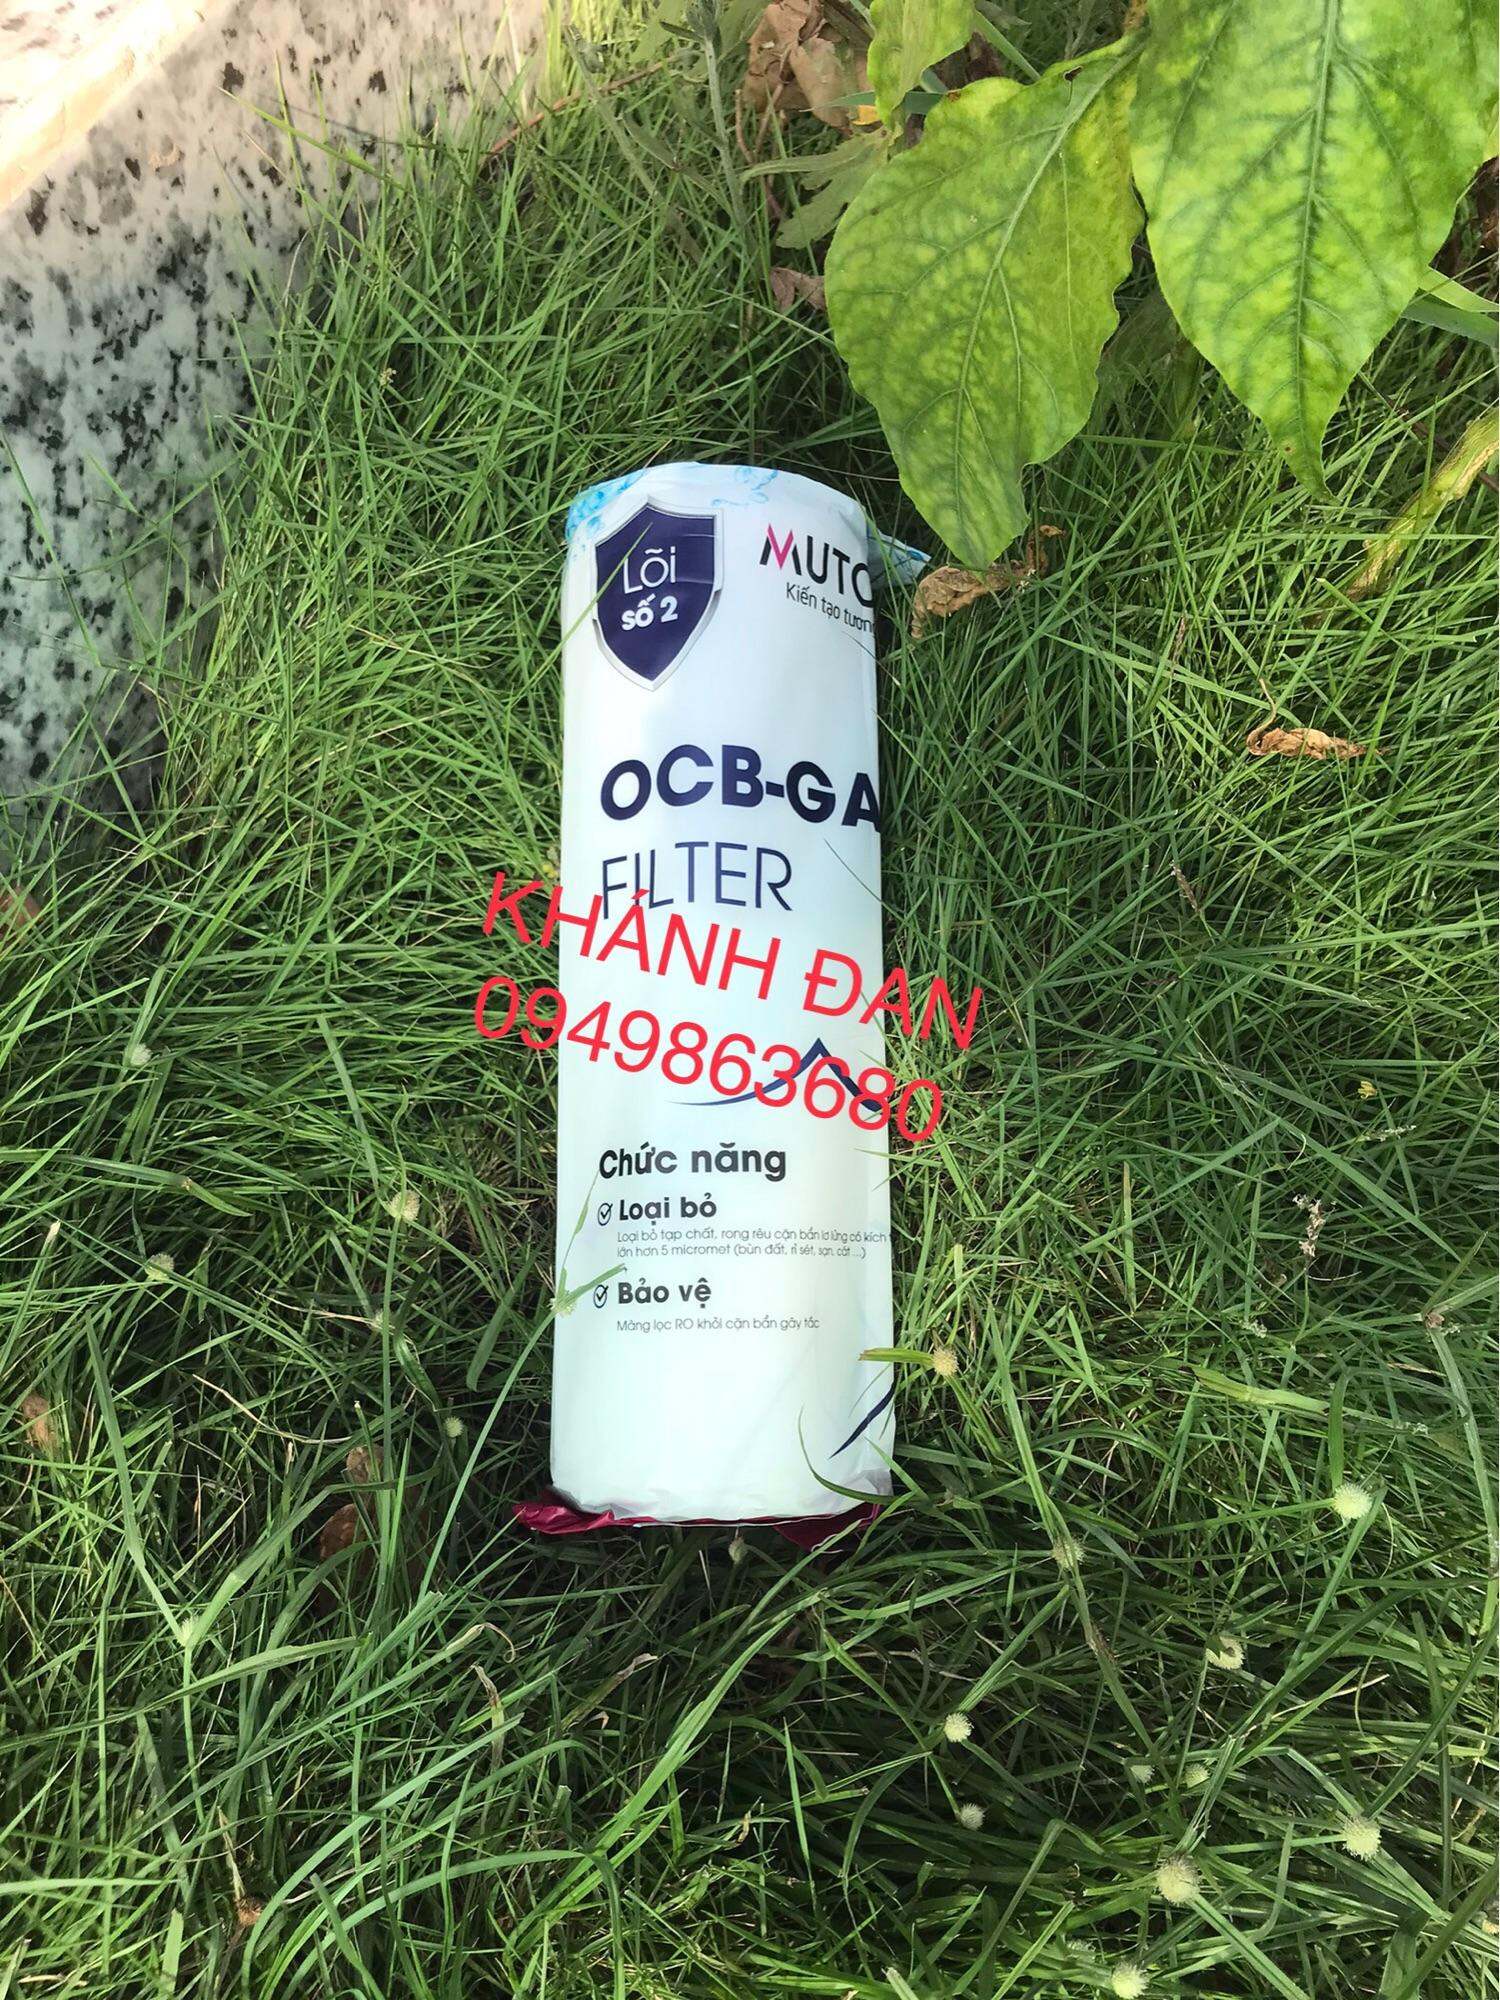 Lõi
số 2
MUTO
Kiến tạo tương
OCB-GA
FILTER
KHÁNH ĐAN
0949863680
Chức năng
Loại bỏ
Loại bỏ tạp chất, rong rêu cặn bẩn lơ lửng có kích
lớn hơn 5 micromet (bùn đất, rỉ sét, sạn, cát ...)
Bảo vệ
Màng lọc RO khỏi cặn bẩn gây tắc